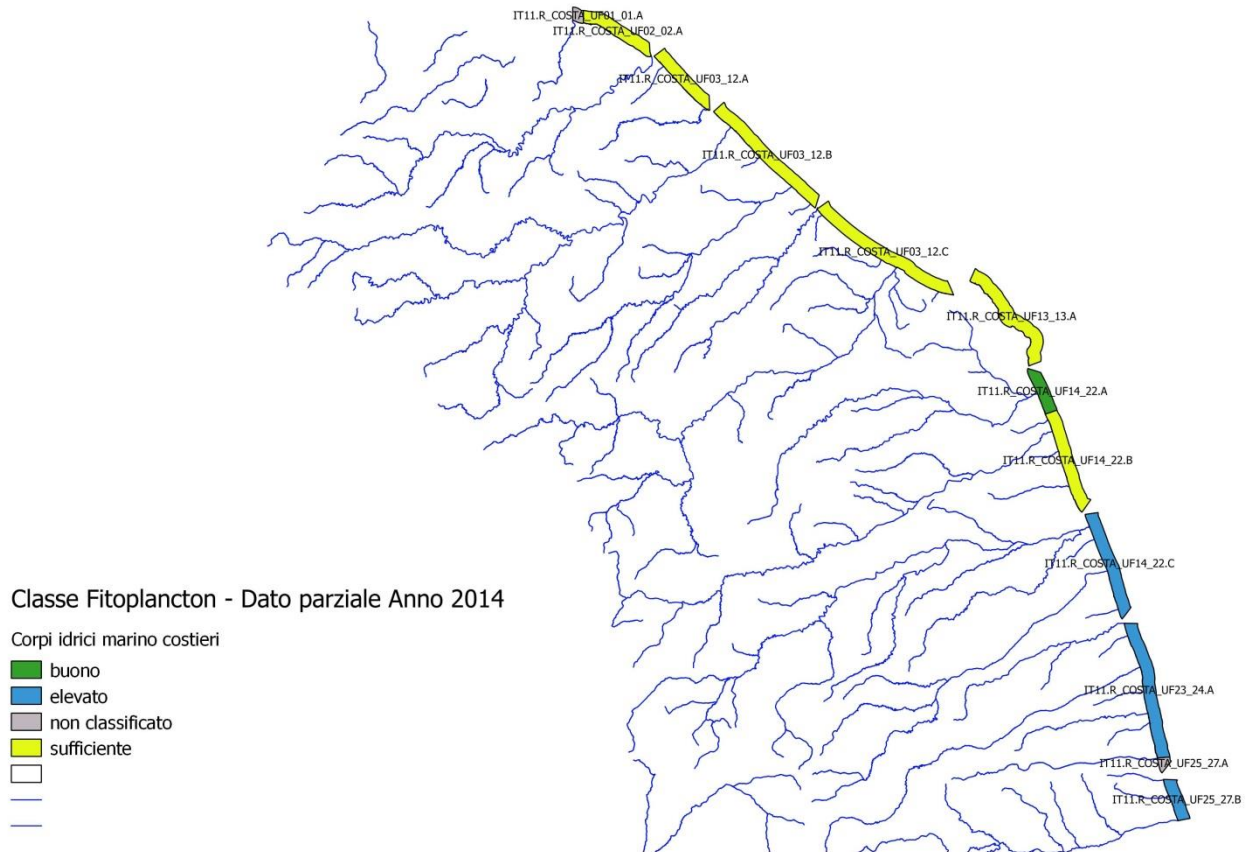 IT11.R_COSTA_UF01_01.A
IT11.R_COSTA_UF02_02.A
IT11.R_COSTA_UF03_12.A
IT11.R_COSTA_UF03_12.B
IT11.R_COSTA_UF03_12.C
IT11.R_COSTA_UF13_13.A
IT11.R_COSTA_UF14_22.A
IT11.R_COSTA_UF14_22.B
IT11.R_COSTA_UF14_22.C
IT11.R_COSTA_UF23_24.A
IT11.R_COSTA_UF25_27.A
IT11.R_COSTA_UF25_27.B
Classe Fitoplancton - Dato parziale Anno 2014
Corpi idrici marino costieri
buono
elevato
non classificato
sufficiente